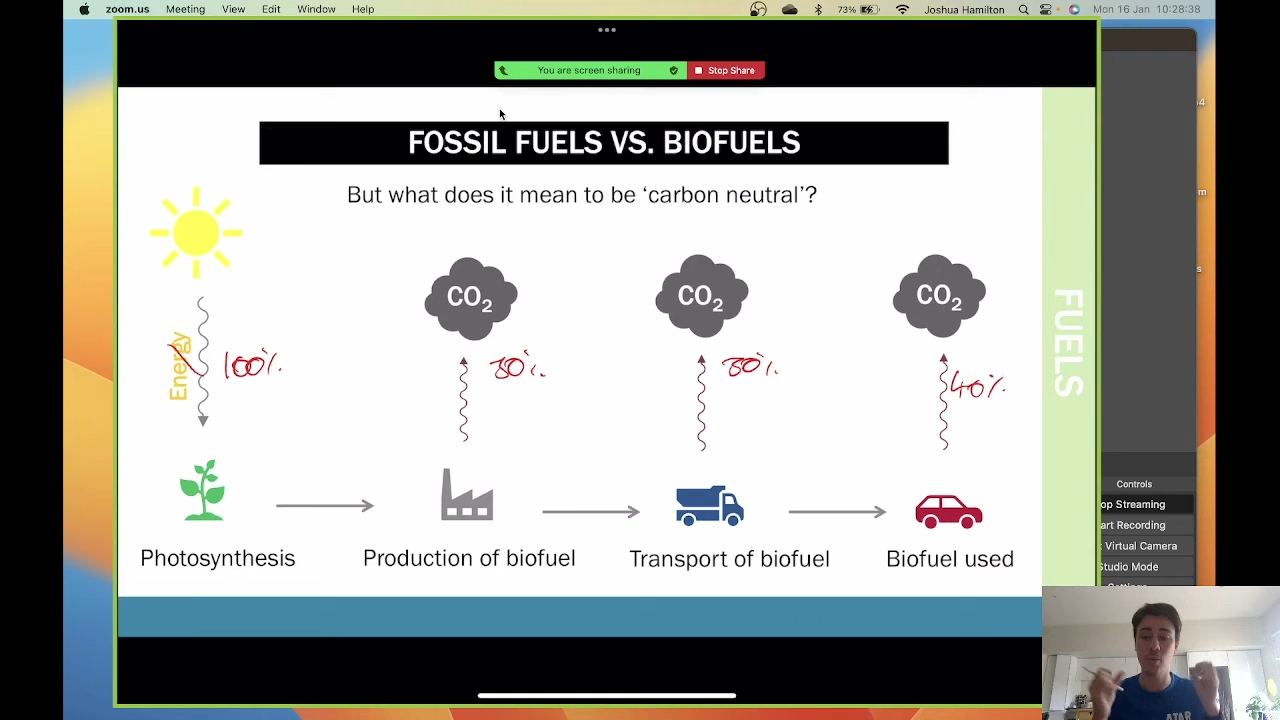 zoom.us Meeting View Edit Window Help 73% Joshua Hamilton Mon 16 Jan 10:28:38
You are screen sharing Stop Share
FOSSIL FUELS VS. BIOFUELS
But what does it mean to be ‘carbon neutral’?
CO2 CO2 CO2
FUELS
Energy 100%
40%
Photosynthesis Production of biofuel Transport of biofuel Biofuel used
Controls
op Streaming
art Recording
Virtual Camera
Studio Mode
ATAR